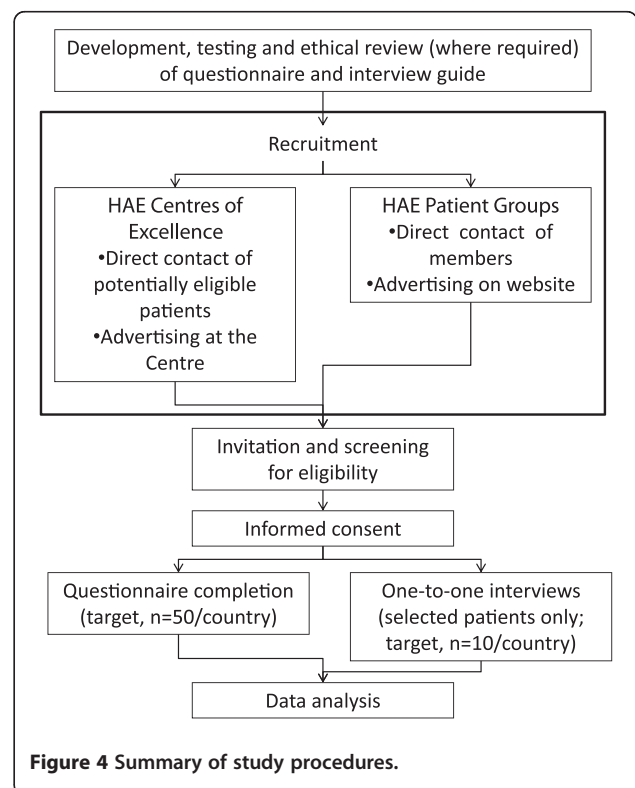 Development, testing and ethical review (where required)
of questionnaire and interview guide
Recruitment
HAE Centres of
Excellence
•Direct contact of
potentially eligible
patients
•Advertising at the
Centre
HAE Patient Groups
•Direct contact of
members
•Advertising on website
Invitation and screening
for eligibility
Informed consent
Questionnaire completion
(target, n=50/country)
One-to-one interviews
(selected patients only;
target, n=10/country)
Data analysis
Figure 4 Summary of study procedures.